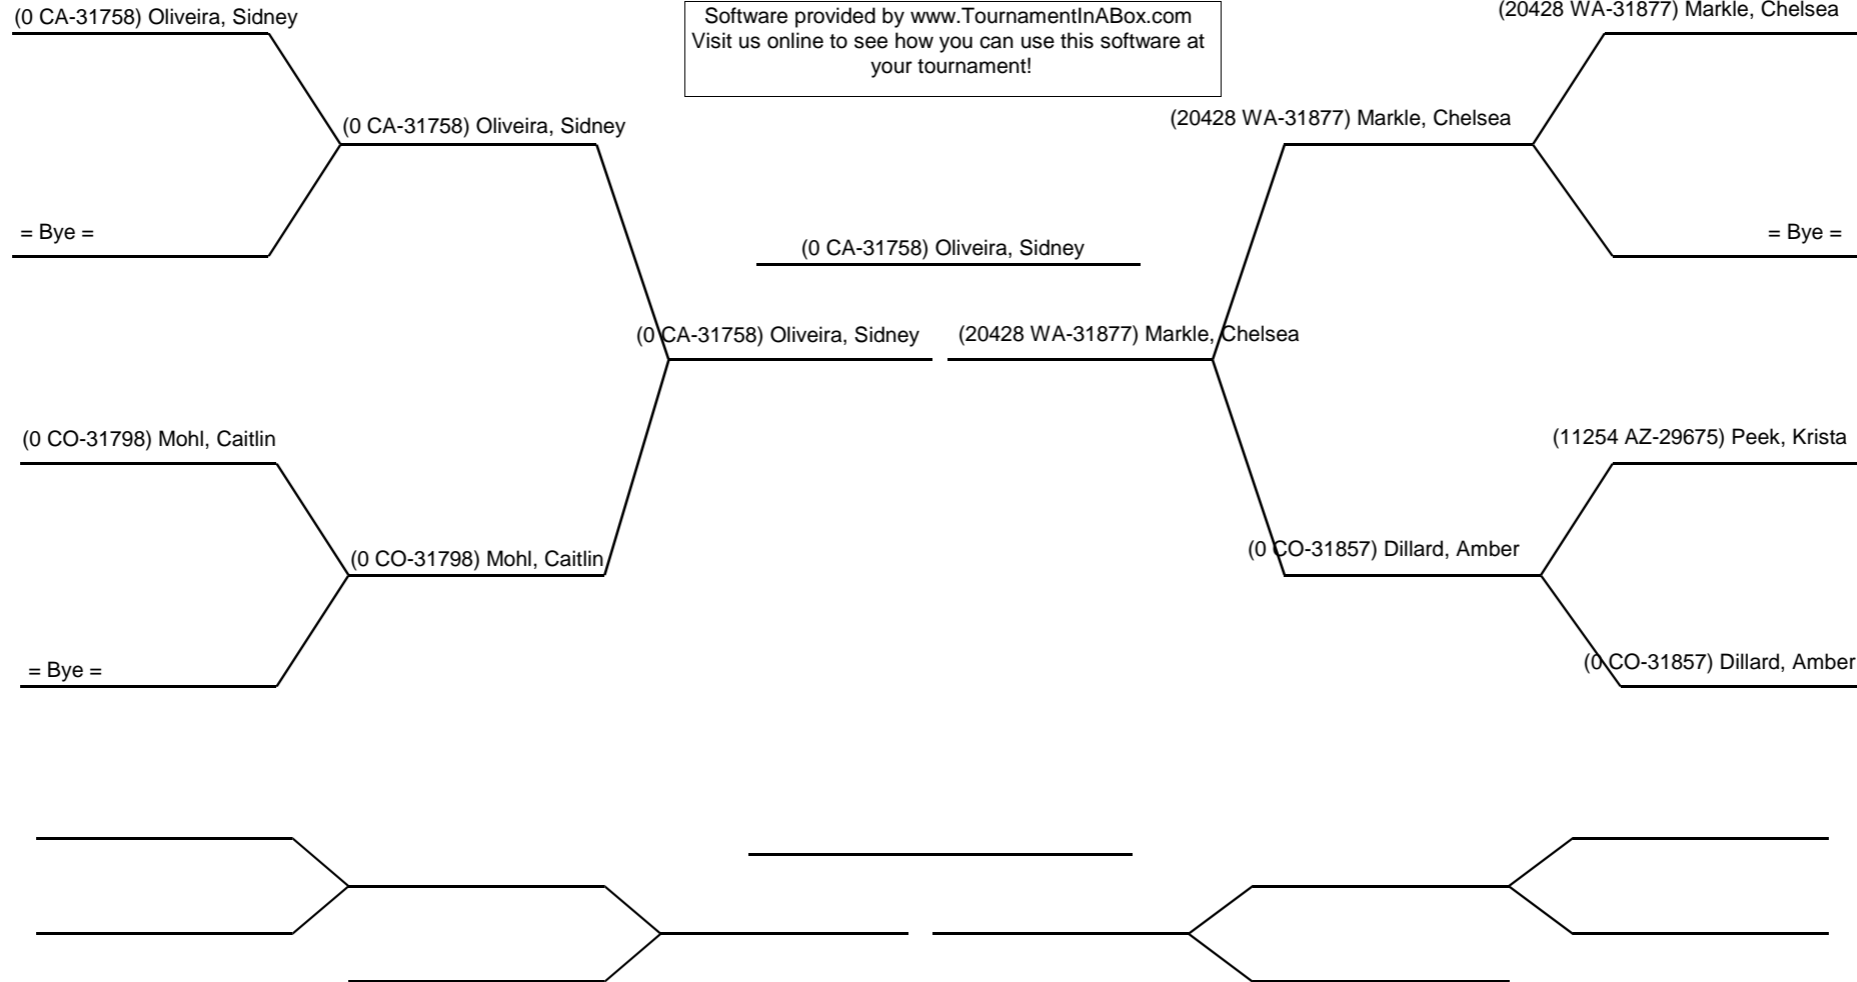 (0 CA-31758) Oliveira, Sidney
Software provided by www.TournamentInABox.com
Visit us online to see how you can use this software at
your tournament!
(20428 WA-31877) Markle, Chelsea
(0 CA-31758) Oliveira, Sidney
(20428 WA-31877) Markle, Chelsea
= Bye =
= Bye =
(0 CA-31758) Oliveira, Sidney
(0 CA-31758) Oliveira, Sidney
(20428 WA-31877) Markle, Chelsea
(0 CO-31798) Mohl, Caitlin
(11254 AZ-29675) Peek, Krista
(0 CO-31798) Mohl, Caitlin
(0 CO-31857) Dillard, Amber
= Bye =
(0 CO-31857) Dillard, Amber